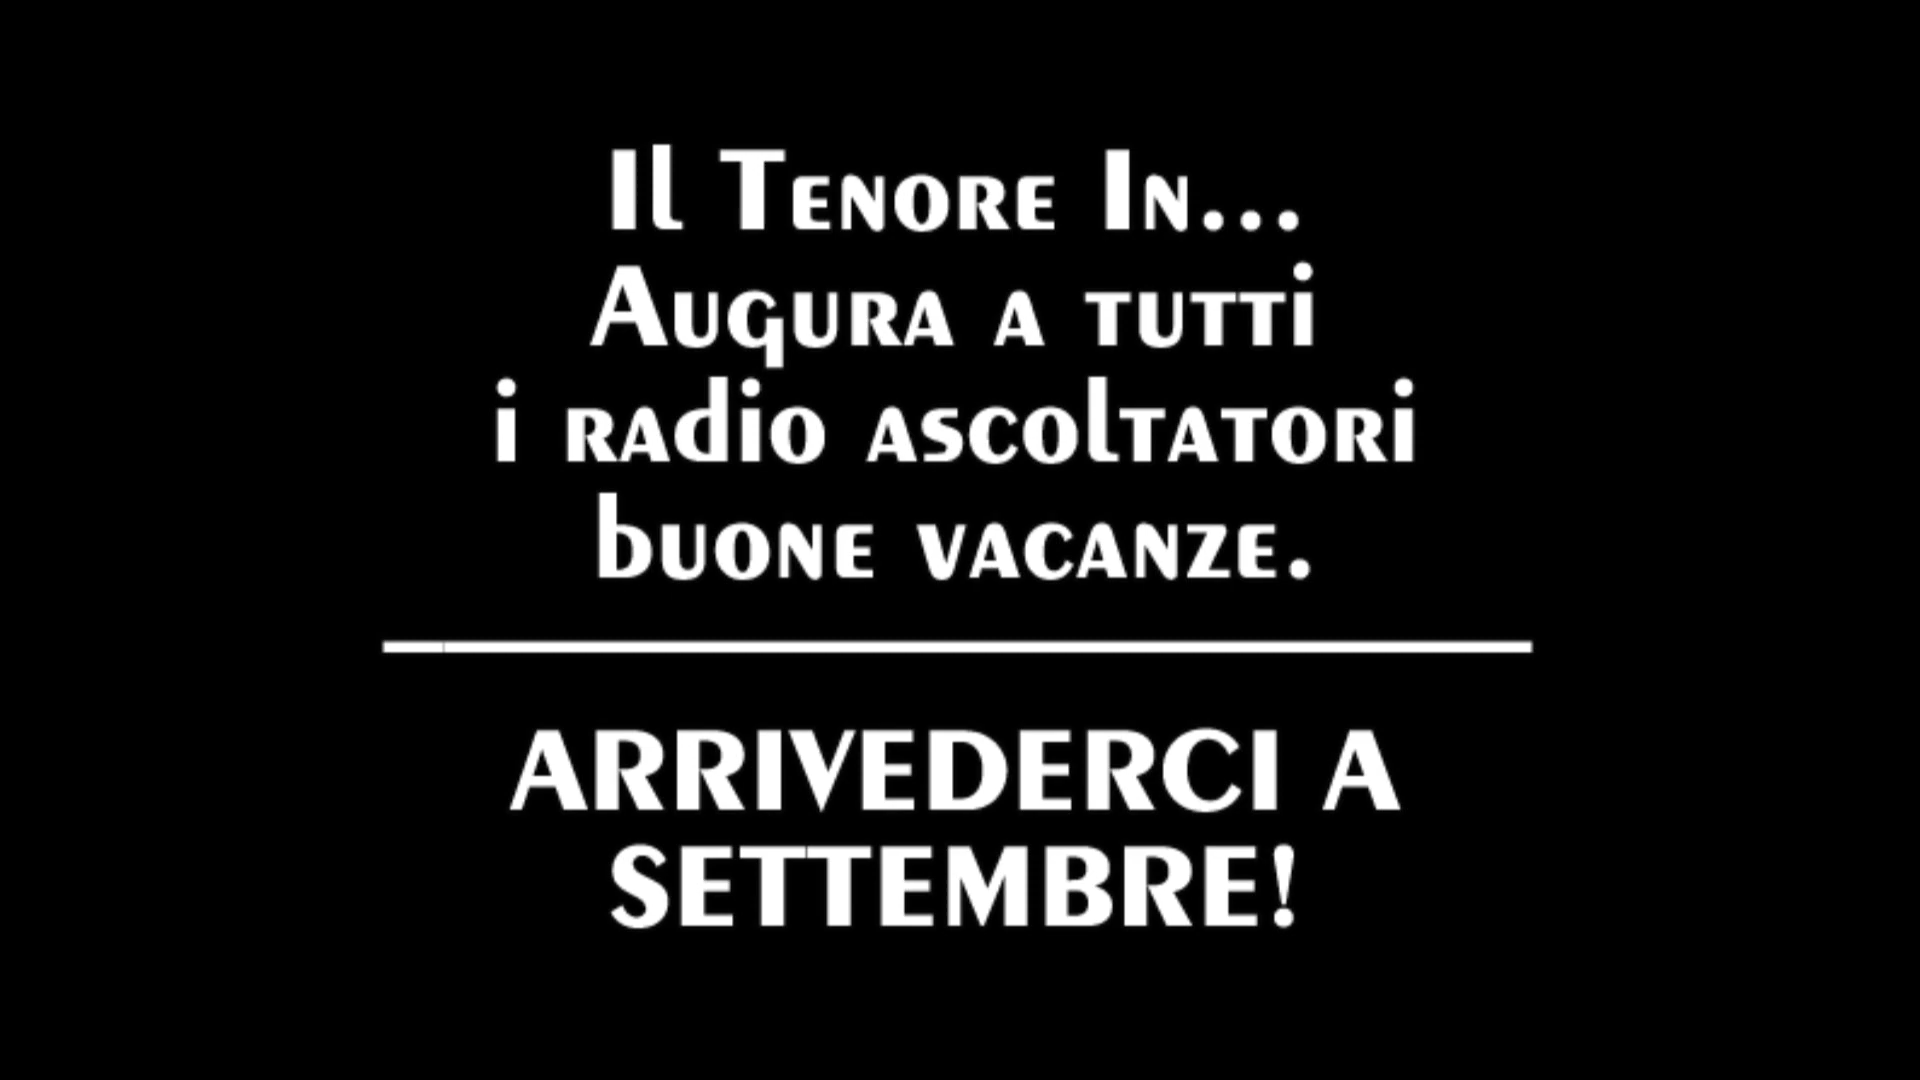 Il Tenore In...
Augura a tutti
i radio ascoltatori
buone vacanze.
ARRIVEDERCI A
SETTEMBRE!